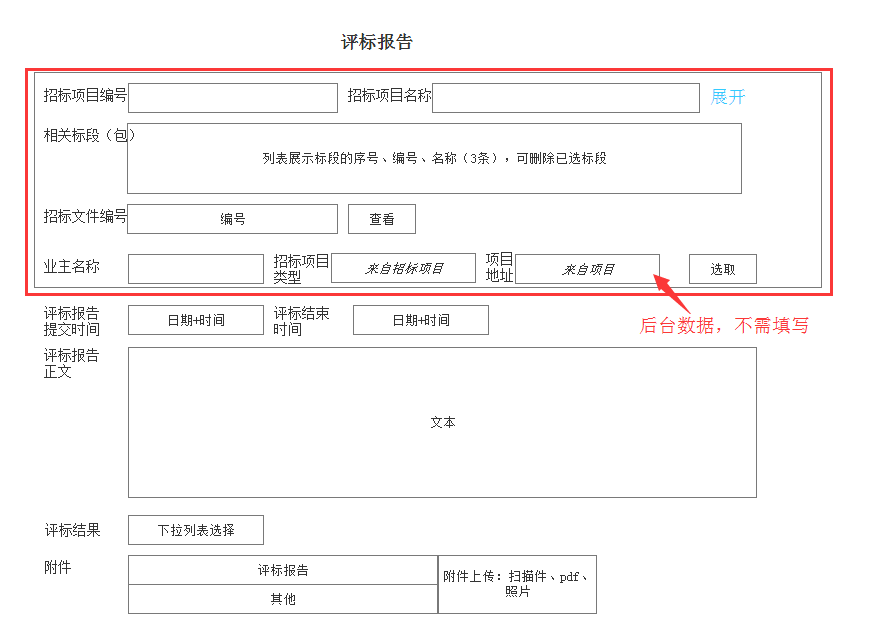 评标报告
招标项目编号 招标项目名称 展开
相关标段（包）
列表展示标段的序号、编号、名称（3条），可删除已选标段
招标文件编号 编号 查看
业主名称
招标项目
类型
来自招标项目
项目
地址
来自项目
选取
后台数据，不需填写
评标报告
提交时间
日期+时间
评标结束
时间
日期+时间
评标报告
正文
文本
评标结果 下拉列表选择
附件
评标报告
其他
附件上传：扫描件、pdf、
照片